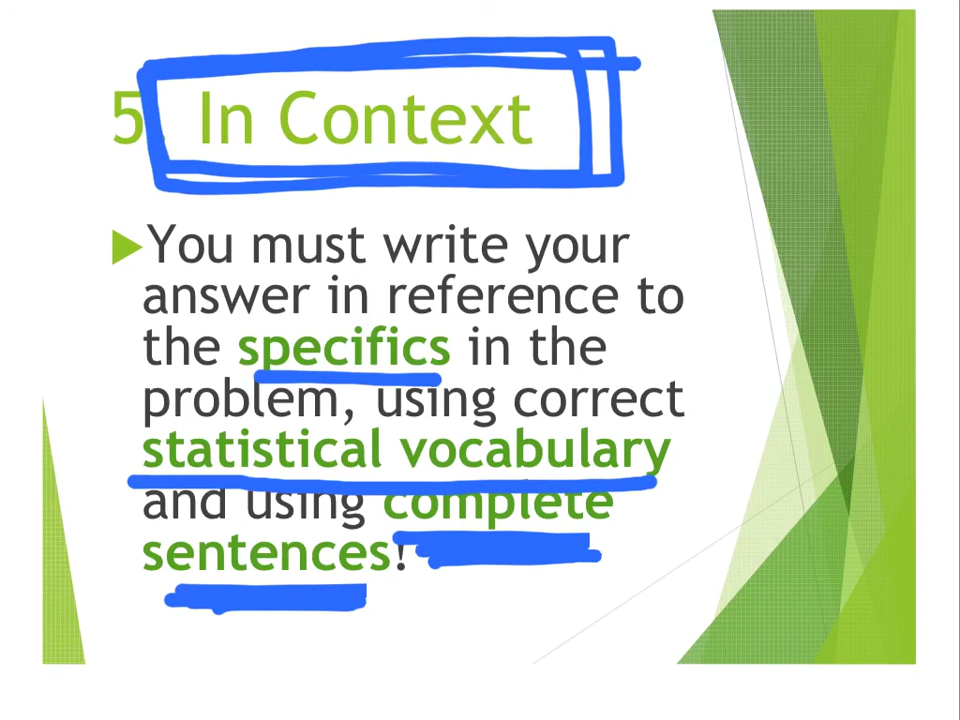 5. In Context
You must write your
answer in reference to
the specifics in the
problem, using correct
statistical vocabulary
and using complete
sentences!